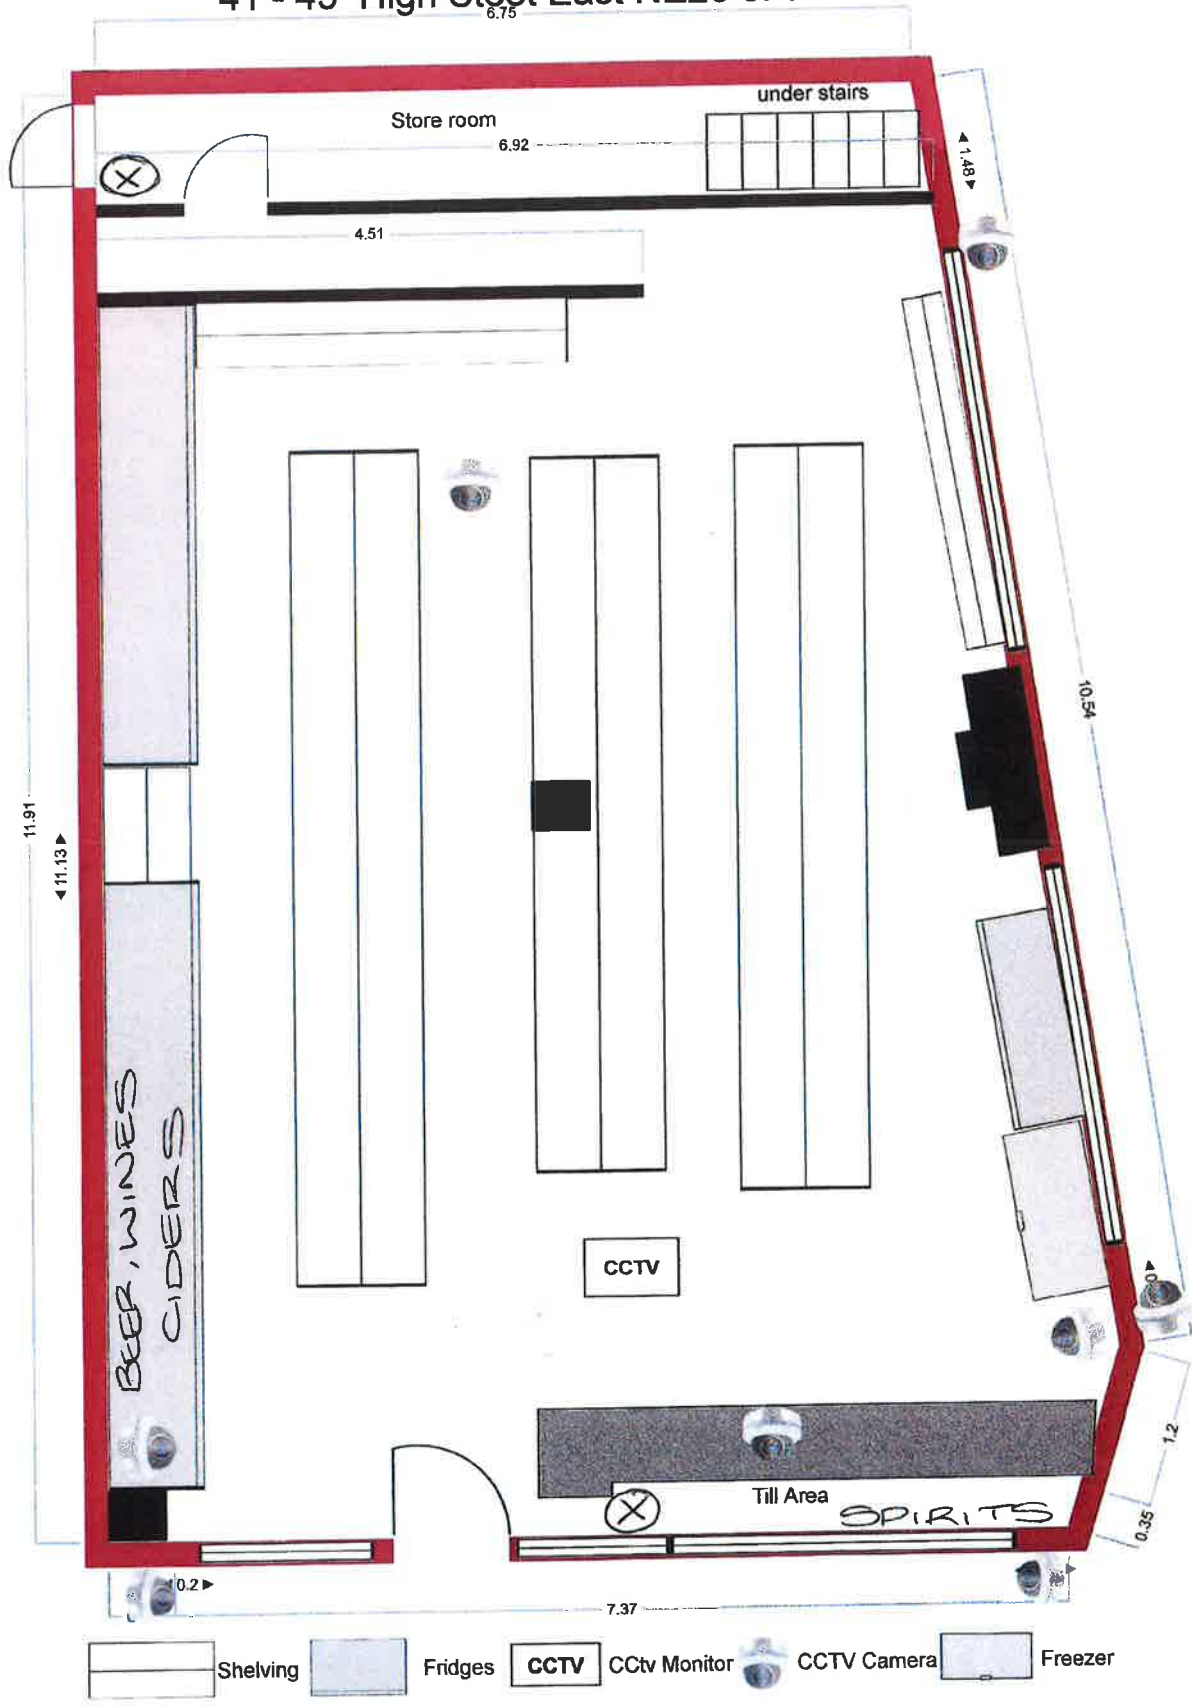 6.75
under stairs
Store room
6.92
1.48
4.51
10.54
11.91
11.13
BEER, WINES
CIDERS
CCTV
0
1.2
Till Area
SPIRITS
0.35
0.2
7.37
Shelving
Fridges
CCTV
CCtv Monitor
CCTV Camera
Freezer